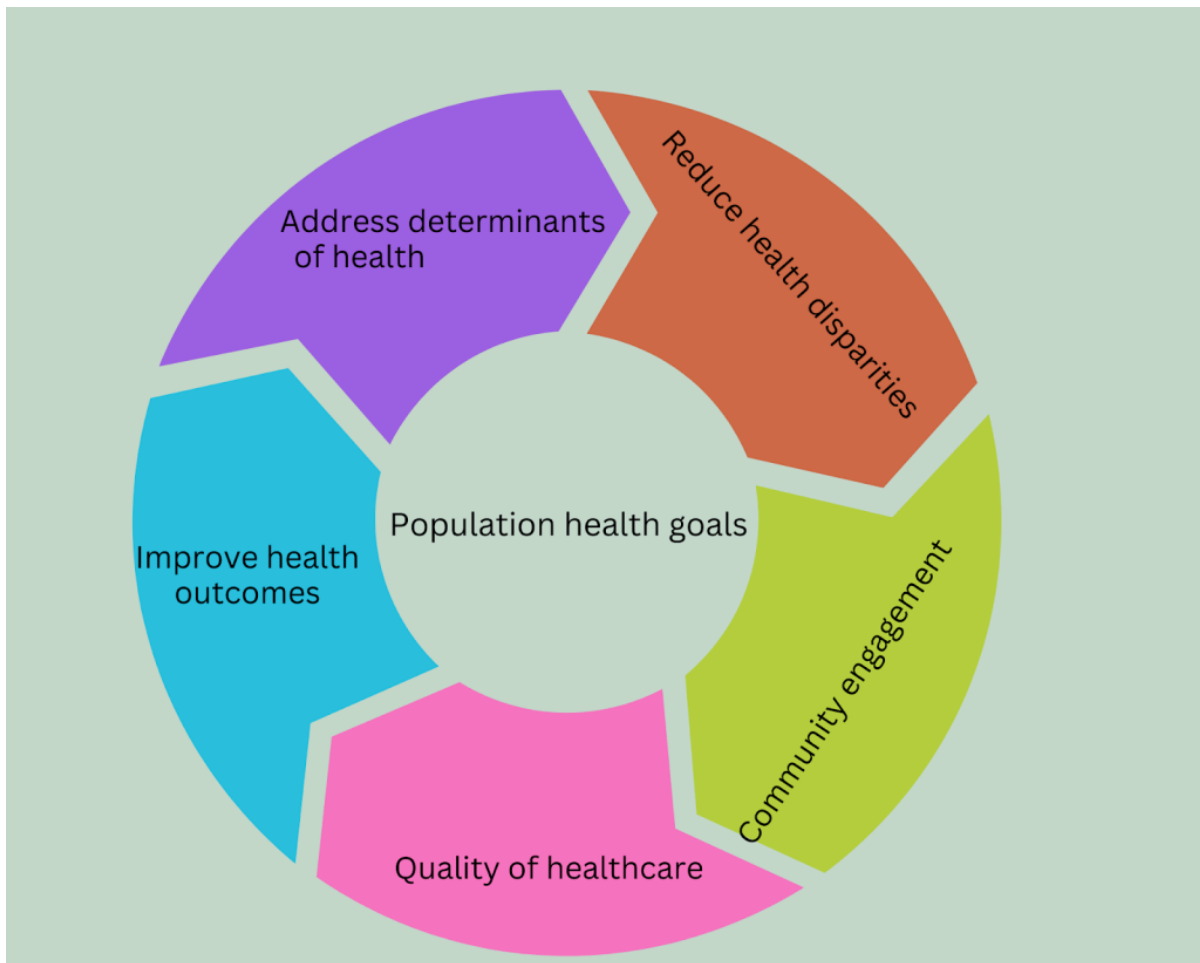 Address determinants
of health
Reduce health disparities
Population health goals
Improve health
outcomes
Community engagement
Quality of healthcare